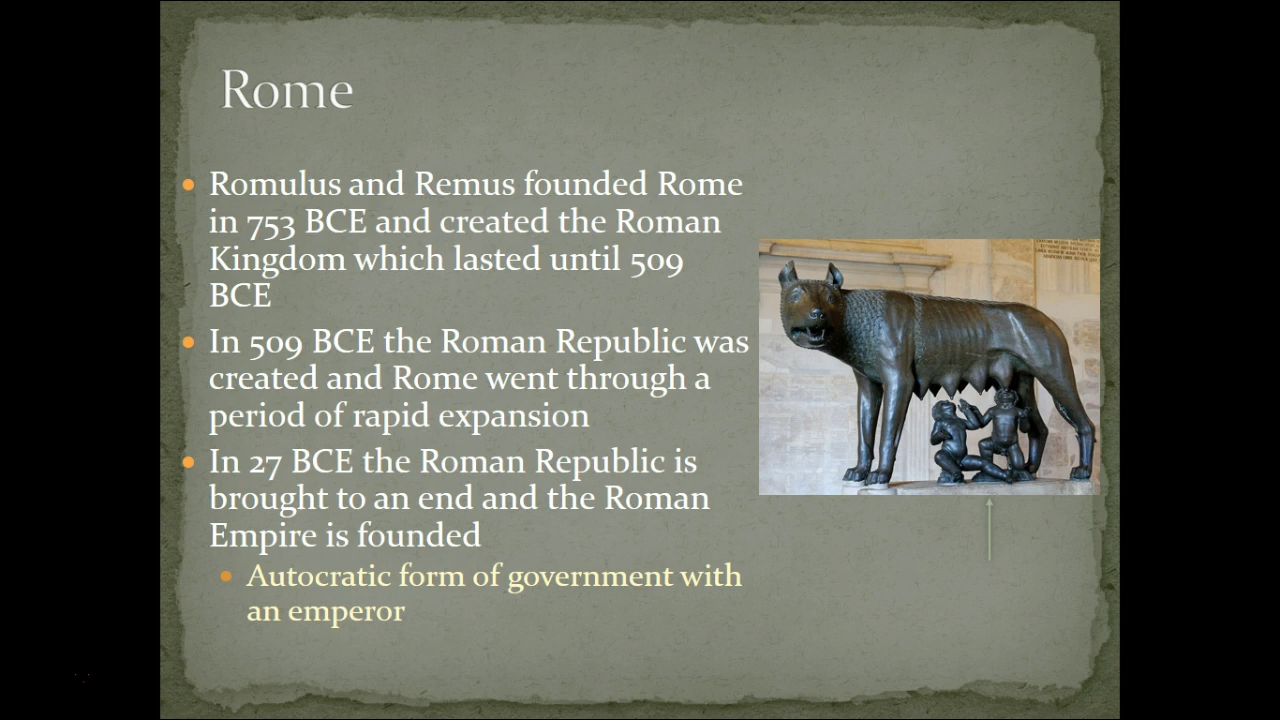 Rome
Romulus and Remus founded Rome
in 753 BCE and created the Roman
Kingdom which lasted until 509
BCE
In 509 BCE the Roman Republic was
created and Rome went through a
period of rapid expansion
In 27 BCE the Roman Republic is
brought to an end and the Roman
Empire is founded
Autocratic form of government with
an emperor